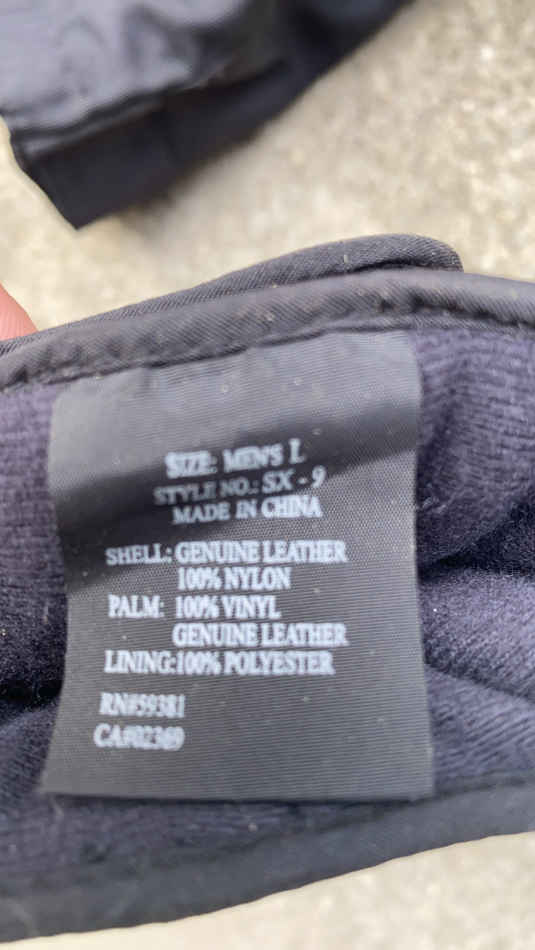 SIZE: MEN'S L
STYLE NO.: SX - 9
MADE IN CHINA
SHELL: GENUINE LEATHER
100% NYLON
PALM: 100% VINYL
GENUINE LEATHER
LINING:100% POLYESTER
RN#59381
CA#02369